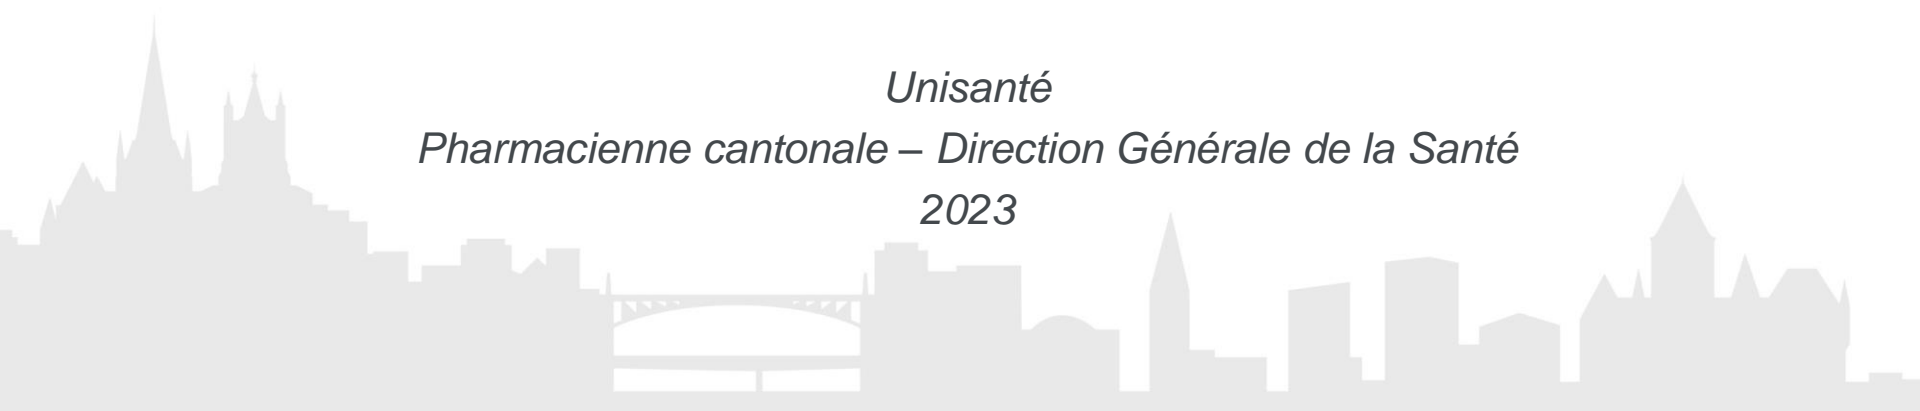 Unisanté
Pharmacienne cantonale – Direction Générale de la Santé
2023